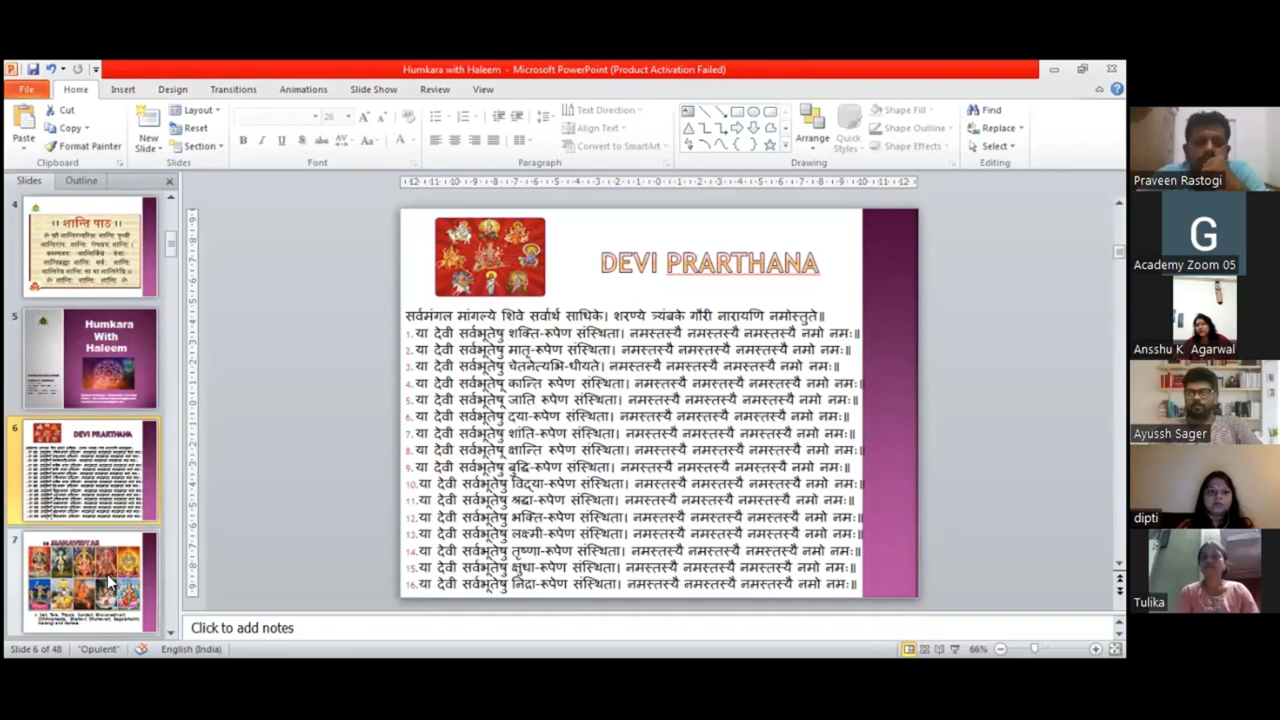 Humkara with Haleem - Microsoft PowerPoint (Product Activation Failed)
File Home Insert Design Transitions Animations Slide Show Review View
Cut
Copy
Format Painter
Paste
Clipboard
New Slide
Layout
Reset
Section
Slides
26
Font
Text Direction
Align Text
Convert to SmartArt
Paragraph
Arrange
Quick Styles
Shape Fill
Shape Outline
Shape Effects
Drawing
Find
Replace
Select
Editing
Slides Outline
4
॥ शान्ति पाठ ॥
5
Humkara
With
Haleem
6
DEVI PRARTHANA
7
10 MAHAVIDYAS
DEVI PRARTHANA
सर्वमंगल मांगल्ये शिवे सर्वार्थ साधिके। शरण्ये त्र्यंबके गौरी नारायणि नमोस्तुते॥
1. या देवी सर्वभूतेषु शक्ति-रूपेण संस्थिता। नमस्तस्यै नमस्तस्यै नमस्तस्यै नमो नमः॥
2. या देवी सर्वभूतेषु मातृ-रूपेण संस्थिता। नमस्तस्यै नमस्तस्यै नमस्तस्यै नमो नमः॥
3. या देवी सर्वभूतेषु चेतनेत्यभि-धीयते। नमस्तस्यै नमस्तस्यै नमस्तस्यै नमो नमः॥
4. या देवी सर्वभूतेषु कान्ति-रूपेण संस्थिता। नमस्तस्यै नमस्तस्यै नमस्तस्यै नमो नमः॥
5. या देवी सर्वभूतेषु जाति-रूपेण संस्थिता। नमस्तस्यै नमस्तस्यै नमस्तस्यै नमो नमः॥
6. या देवी सर्वभूतेषु दया-रूपेण संस्थिता। नमस्तस्यै नमस्तस्यै नमस्तस्यै नमो नमः॥
7. या देवी सर्वभूतेषु शांति-रूपेण संस्थिता। नमस्तस्यै नमस्तस्यै नमस्तस्यै नमो नमः॥
8. या देवी सर्वभूतेषु क्षान्ति-रूपेण संस्थिता। नमस्तस्यै नमस्तस्यै नमस्तस्यै नमो नमः॥
9. या देवी सर्वभूतेषु बुद्धि-रूपेण संस्थिता। नमस्तस्यै नमस्तस्यै नमस्तस्यै नमो नमः॥
10. या देवी सर्वभूतेषु विद्या-रूपेण संस्थिता। नमस्तस्यै नमस्तस्यै नमस्तस्यै नमो नमः॥
11. या देवी सर्वभूतेषु श्रद्धा-रूपेण संस्थिता। नमस्तस्यै नमस्तस्यै नमस्तस्यै नमो नमः॥
12. या देवी सर्वभूतेषु भक्ति-रूपेण संस्थिता। नमस्तस्यै नमस्तस्यै नमस्तस्यै नमो नमः॥
13. या देवी सर्वभूतेषु लक्ष्मी-रूपेण संस्थिता। नमस्तस्यै नमस्तस्यै नमस्तस्यै नमो नमः॥
14. या देवी सर्वभूतेषु तृष्णा-रूपेण संस्थिता। नमस्तस्यै नमस्तस्यै नमस्तस्यै नमो नमः॥
15. या देवी सर्वभूतेषु क्षुधा-रूपेण संस्थिता। नमस्तस्यै नमस्तस्यै नमस्तस्यै नमो नमः॥
16. या देवी सर्वभूतेषु निद्रा-रूपेण संस्थिता। नमस्तस्यै नमस्तस्यै नमस्तस्यै नमो नमः॥
Click to add notes
Slide 6 of 48 "Opulent" English (India) 66%
Praveen Rastogi
G
Academy Zoom 05
Ansshu K Agarwal
Ayussh Sager
dipti
Tulika